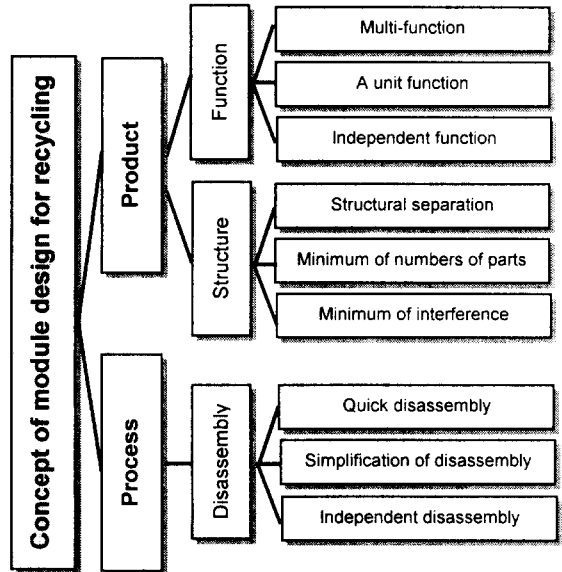 Concept of module design for recycling
Product
Function
Multi-function
A unit function
Independent function
Structure
Structural separation
Minimum of numbers of parts
Minimum of interference
Process
Disassembly
Quick disassembly
Simplification of disassembly
Independent disassembly